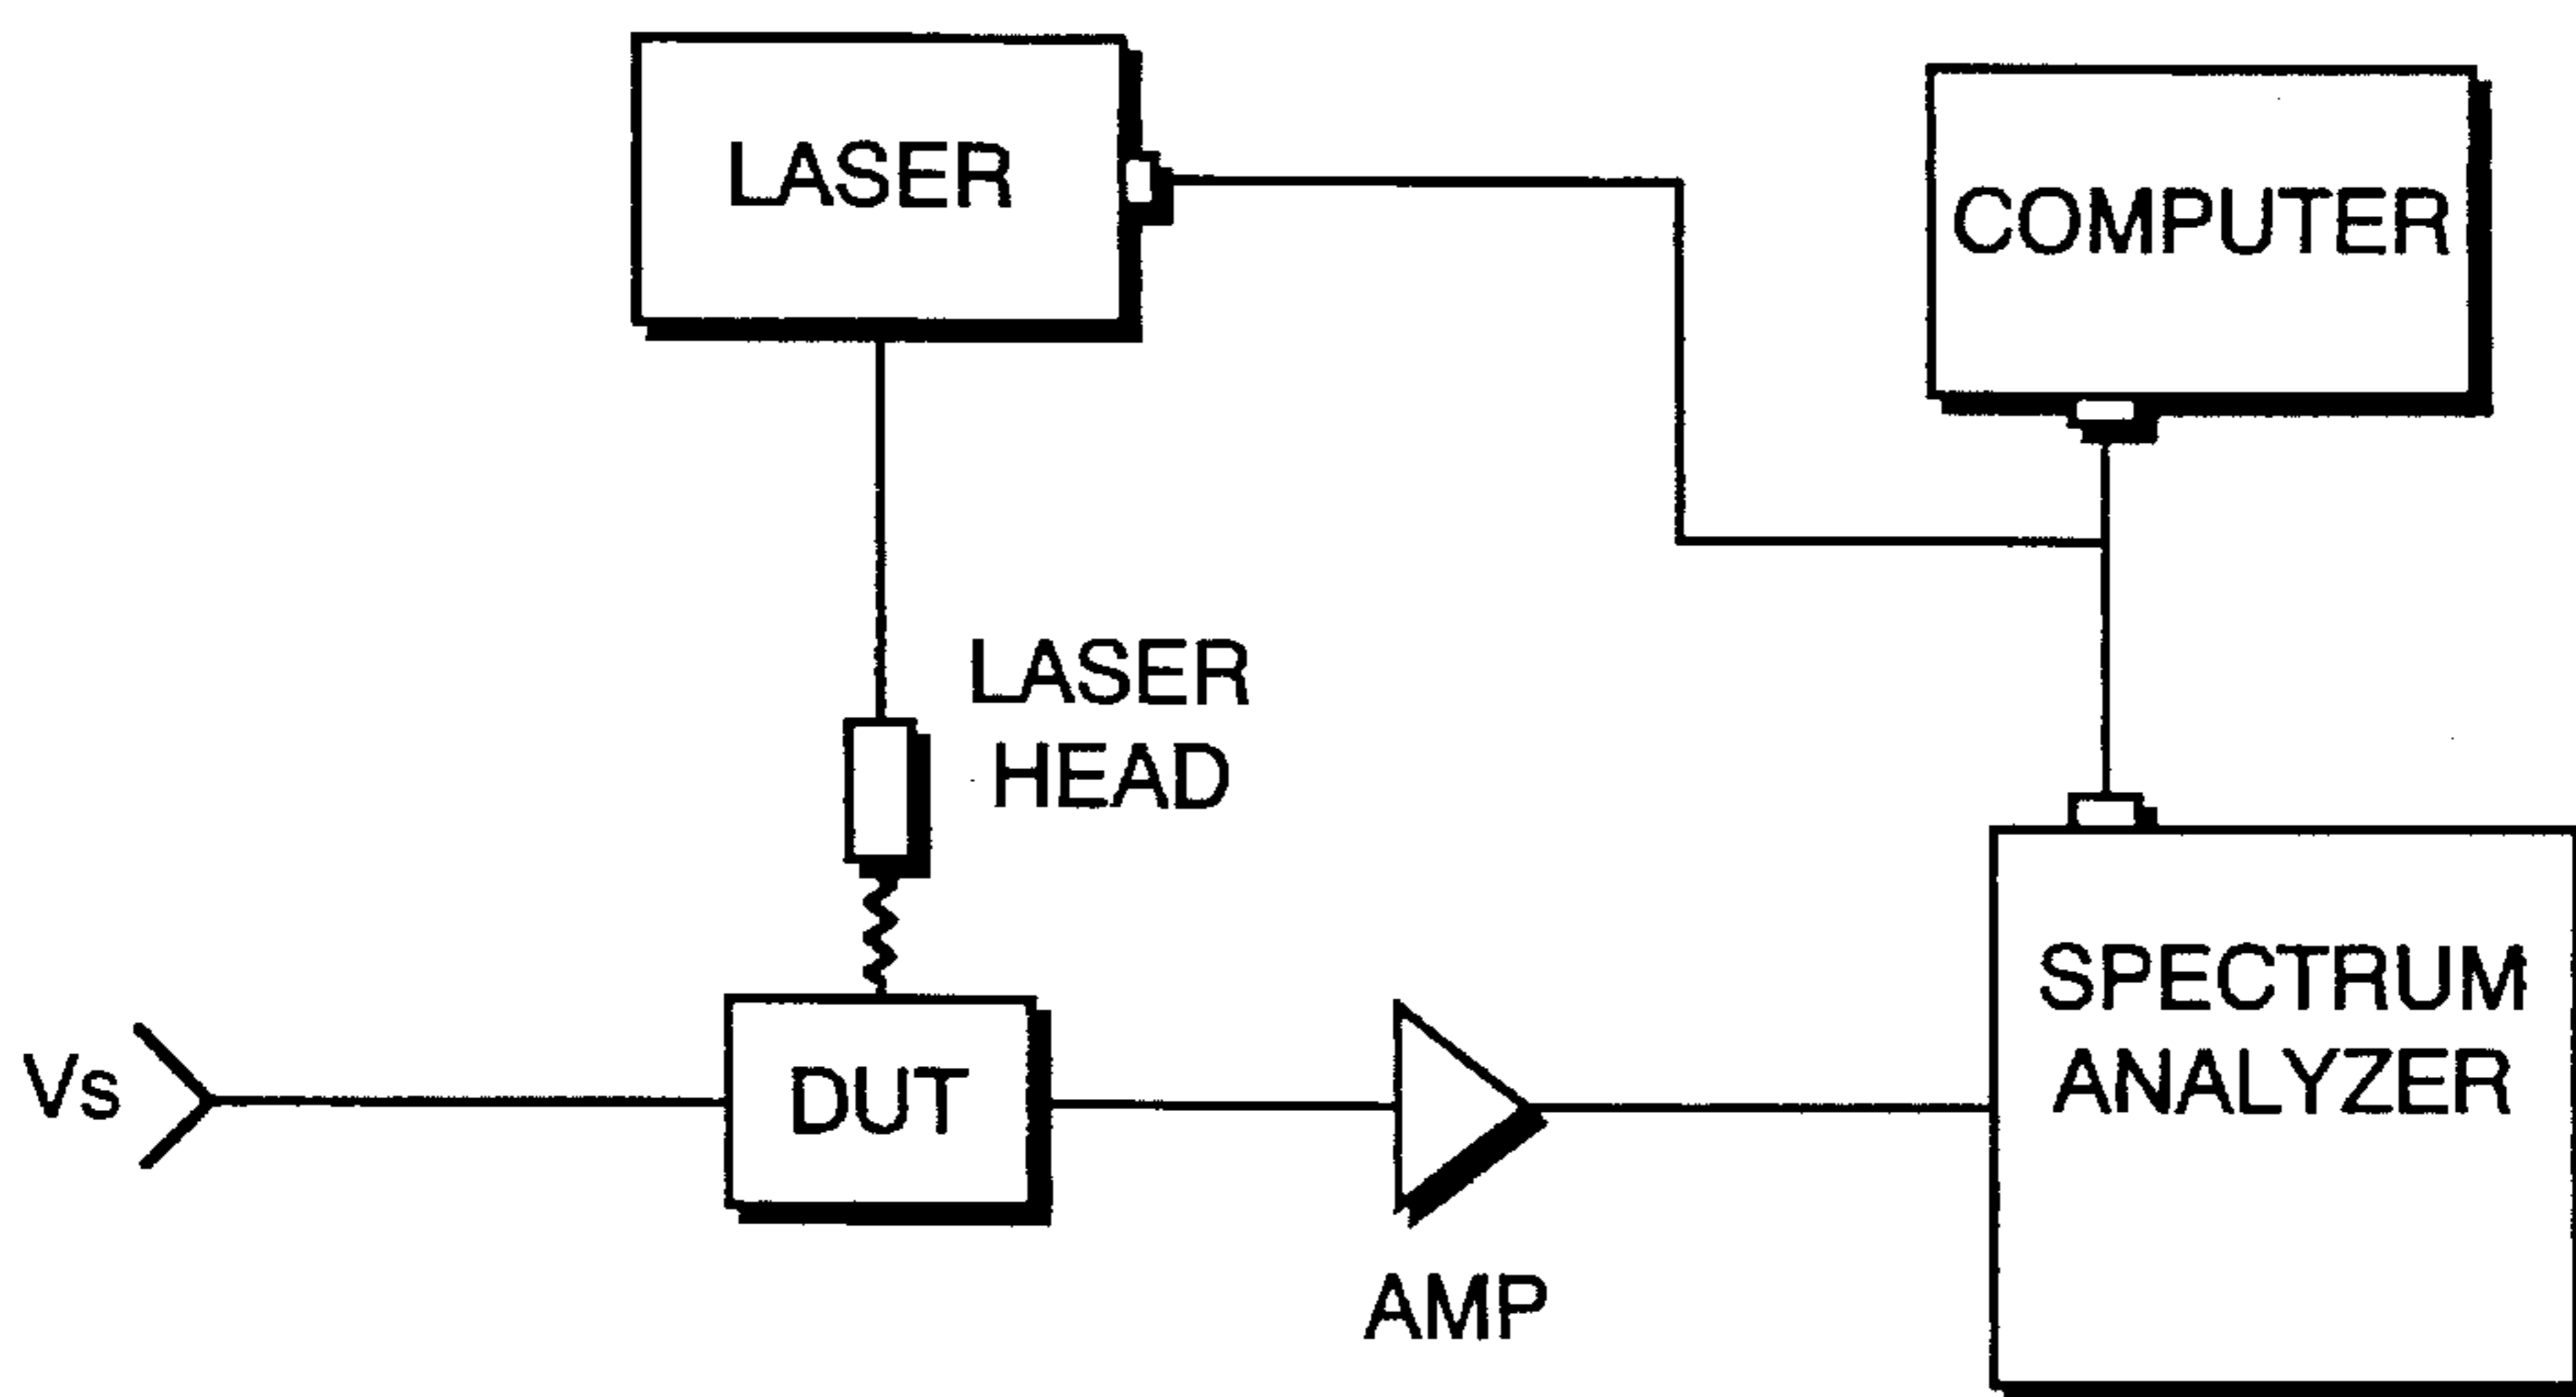 LASER
COMPUTER
LASER
HEAD
SPECTRUM
ANALYZER
Vs
DUT
AMP